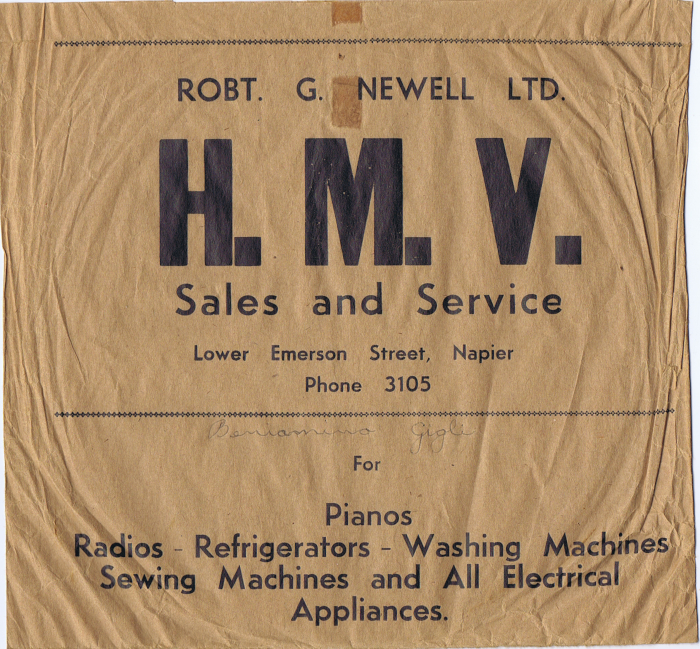 ROBT. G. NEWELL LTD.
H. M. V.
Sales and Service
Lower Emerson Street, Napier
Phone 3105
Beniamino Gigli
For
Pianos
Radios - Refrigerators - Washing Machines
Sewing Machines and All Electrical
Appliances.